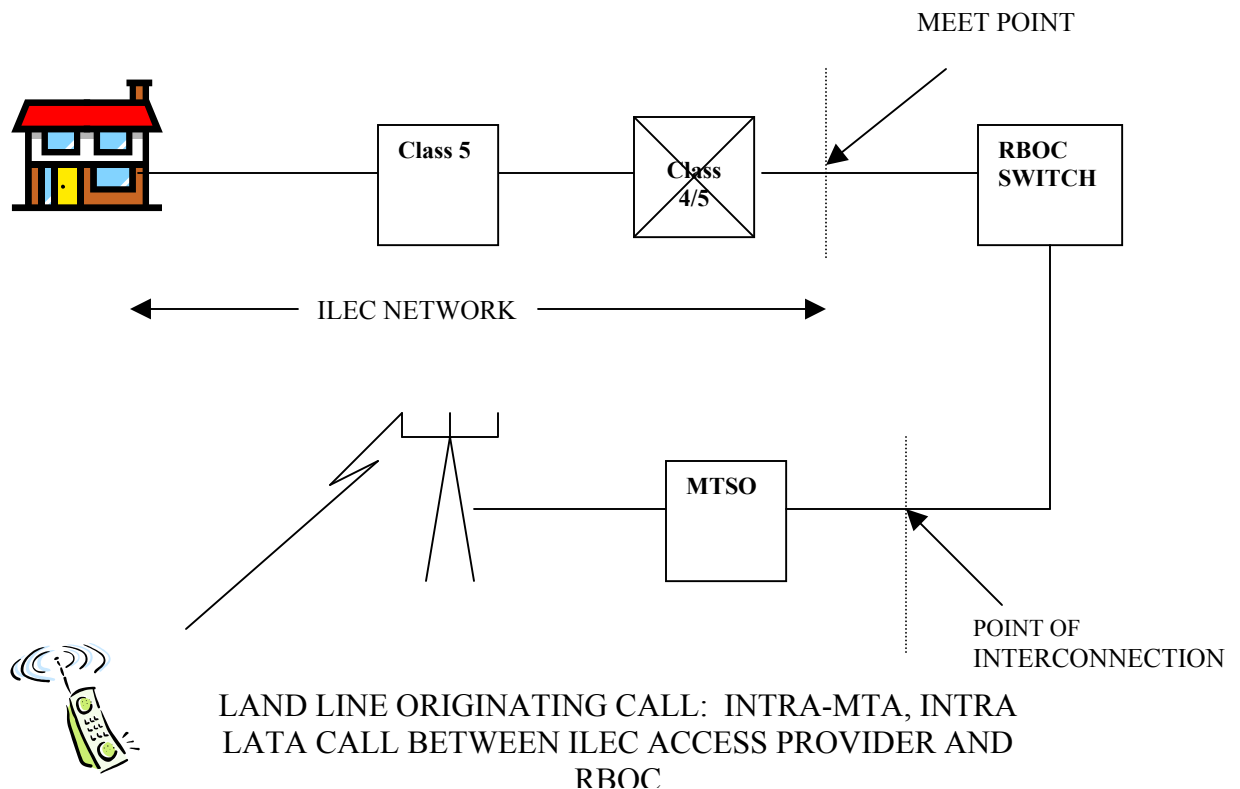 MEET POINT
Class 5
Class
4/5
RBOC
SWITCH
ILEC NETWORK
MTSO
POINT OF
INTERCONNECTION
LAND LINE ORIGINATING CALL: INTRA-MTA, INTRA
LATA CALL BETWEEN ILEC ACCESS PROVIDER AND
RBOC